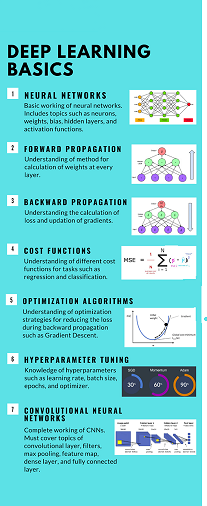 DEEP LEARNING
BASICS
1 NEURAL NETWORKS
Basic working of neural networks.
Includes topics such as neurons,
weights, bias, hidden layers, and
activation functions.
2 FORWARD PROPAGATION
Understanding of method for
calculation of weights at every
layer.
3 BACKWARD PROPAGATION
Understanding the calculation of
loss and updation of gradients.
4 COST FUNCTIONS
Understanding of different cost
functions for tasks such as
regression and classification.
MSE =
5 OPTIMIZATION ALGORITHMS
Understanding of optimization
strategies for reducing the loss
during backward propagation
such as Gradient Descent.
6 HYPERPARAMETER TUNING
Knowledge of hyperparameters
such as learning rate, batch size,
epochs, and optimizer.
SGD Momentum Adam
30 60 90
7 CONVOLUTIONAL NEURAL
NETWORKS
Complete working of CNNs.
Must cover topics of
convolutional layer, filters,
max pooling, feature map,
dense layer, and fully connected
layer.